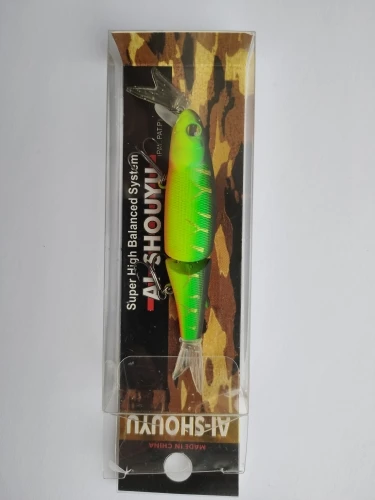 Super High Balanced System
AI-SHOUYU
AI-SHOUYU
MADE IN CHINA